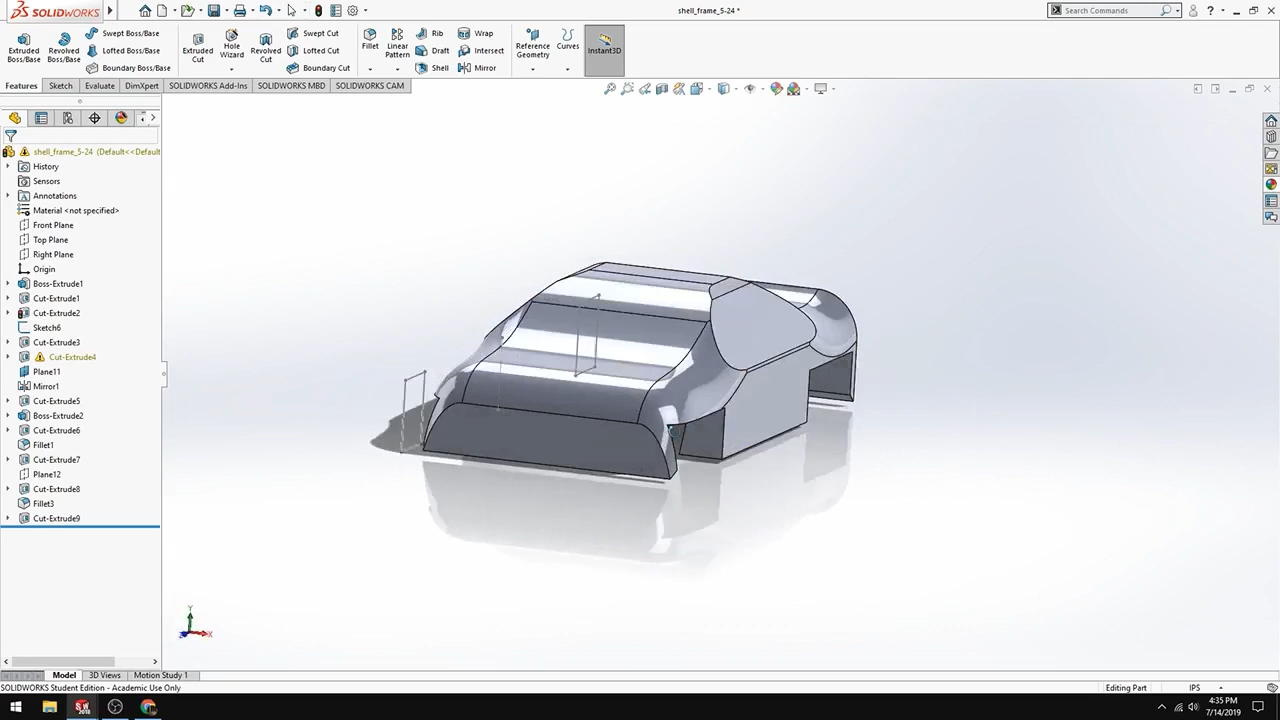 SOLIDWORKS
shell_frame_5-24 *
Search Commands
Extruded Boss/Base
Revolved Boss/Base
Swept Boss/Base
Lofted Boss/Base
Boundary Boss/Base
Extruded Cut
Hole Wizard
Revolved Cut
Swept Cut
Lofted Cut
Boundary Cut
Fillet
Linear Pattern
Rib
Draft
Shell
Wrap
Intersect
Mirror
Reference Geometry
Curves
Instant3D
Features
Sketch
Evaluate
DimXpert
SOLIDWORKS Add-Ins
SOLIDWORKS MBD
SOLIDWORKS CAM
shell_frame_5-24 (Default<<Default
History
Sensors
Annotations
Material <not specified>
Front Plane
Top Plane
Right Plane
Origin
Boss-Extrude1
Cut-Extrude1
Cut-Extrude2
Sketch6
Cut-Extrude3
Cut-Extrude4
Plane11
Mirror1
Cut-Extrude5
Boss-Extrude2
Cut-Extrude6
Fillet1
Cut-Extrude7
Plane12
Cut-Extrude8
Fillet3
Cut-Extrude9
Y
X
Z
Model
3D Views
Motion Study 1
SOLIDWORKS Student Edition - Academic Use Only
Editing Part
IPS
4:35 PM
7/14/2019